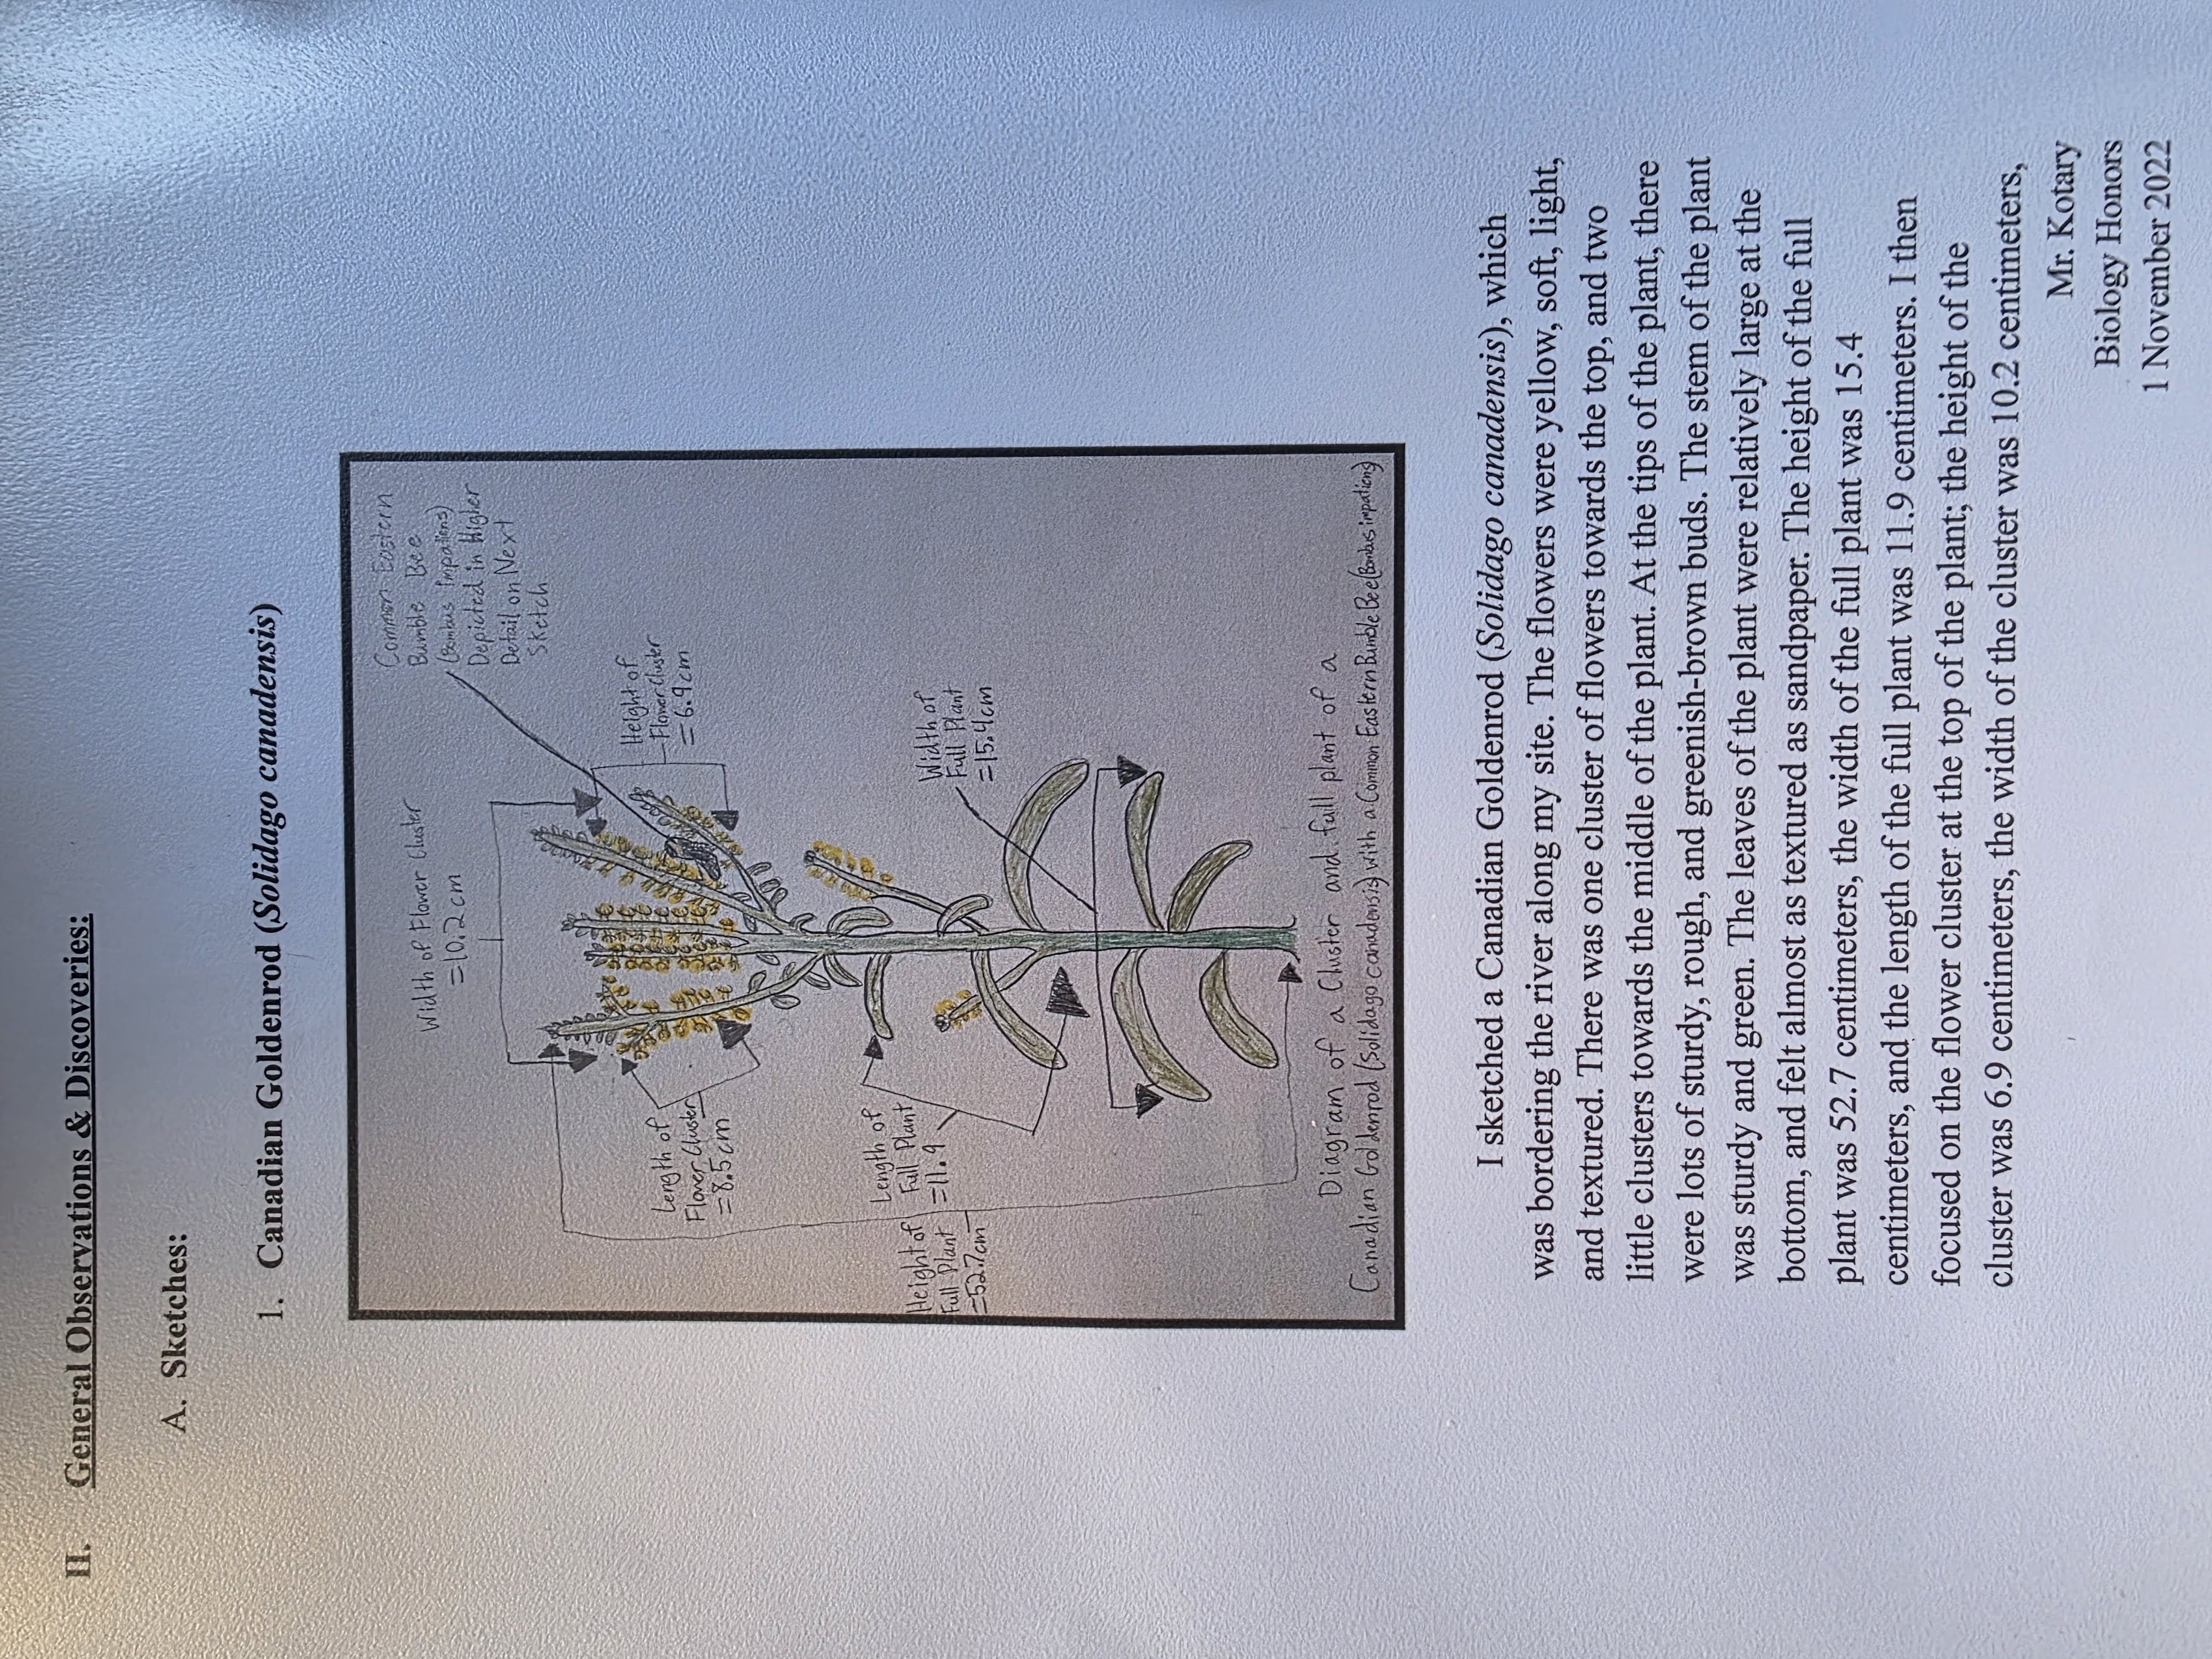 II. General Observations & Discoveries:
A. Sketches:
1. Canadian Goldenrod (Solidago canadensis)
Common Eastern
Bumble Bee
(Bombus Impatiens)
Depicted in Higher
Detail on Next
Sketch
Width of Flower Cluster
=10.2 cm
Height of
Flower Cluster
=6.9cm
Length of
Flower Cluster
=8.5cm
Length of
Full Plant
=11.9
Height of
Full Plant
=52.7cm
Width of
Full Plant
=15.4cm
Diagram of a Cluster and full plant of a
Canadian Goldenrod (Solidago canadensis) with a Common Eastern Bumble Bee (Bombus impatiens)
I sketched a Canadian Goldenrod (Solidago canadensis), which
was bordering the river along my site. The flowers were yellow, soft, light,
and textured. There was one cluster of flowers towards the top, and two
little clusters towards the middle of the plant. At the tips of the plant, there
were lots of sturdy, rough, and greenish-brown buds. The stem of the plant
was sturdy and green. The leaves of the plant were relatively large at the
bottom, and felt almost as textured as sandpaper. The height of the full
plant was 52.7 centimeters, the width of the full plant was 15.4
centimeters, and the length of the full plant was 11.9 centimeters. I then
focused on the flower cluster at the top of the plant; the height of the
cluster was 6.9 centimeters, the width of the cluster was 10.2 centimeters,
Mr. Kotary
Biology Honors
1 November 2022